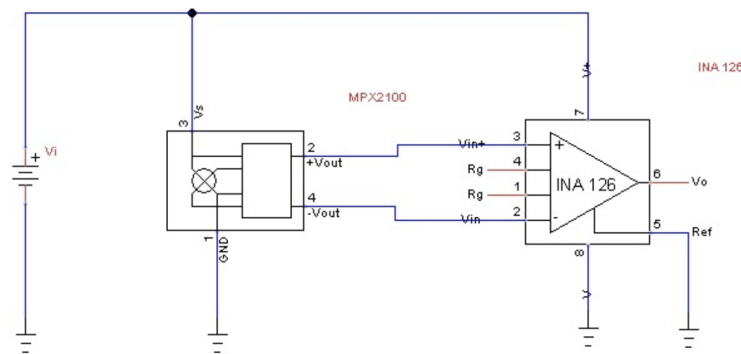 INA 126
MPX2100
V+
7
3
Vs
Vi
+
2
+Vout
Vin+
3
+
Rg
4
INA 126
6
Vo
Rg
1
4
-Vout
Vin
2
-
5
Ref
1
GND
8
V